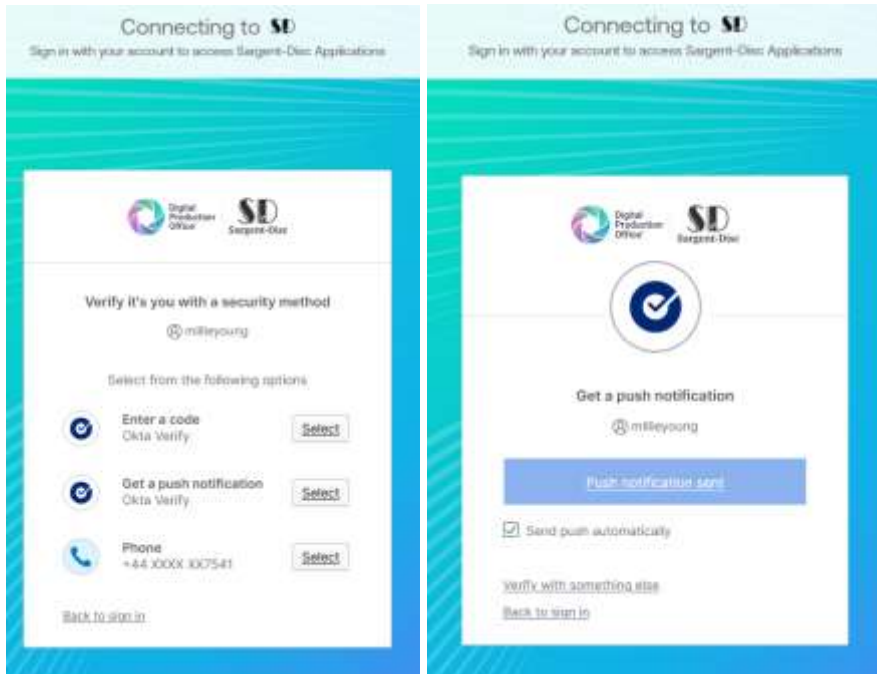 Connecting to SD
Sign in with your account to access Sargent-Disc Applications
Digital
Production
Office
SD
Sargent-Disc
Verify it's you with a security method
millieyoung
Select from the following options
Enter a code
Okta Verify
Select
Get a push notification
Okta Verify
Select
Phone
+44 XXXX XX7541
Select
Back to sign in
Connecting to SD
Sign in with your account to access Sargent-Disc Applications
Digital
Production
Office
SD
Sargent-Disc
Get a push notification
millieyoung
Push notification sent
Send push automatically
Verify with something else
Back to sign in